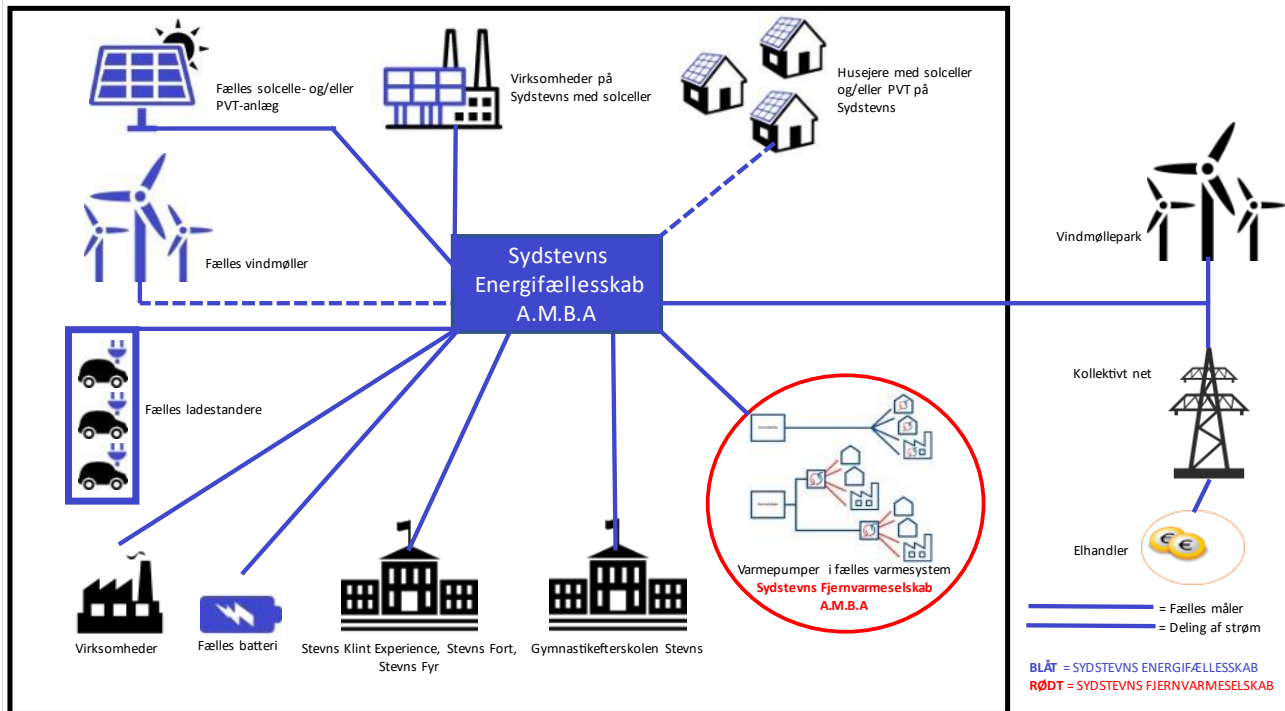 Fælles solcelle- og/eller
PVT-anlæg
Virksomheder på
Sydstevns med solceller
Husejere med solceller
og/eller PVT på
Sydstevns
Fælles vindmøller
Sydstevns
Energifællesskab
A.M.B.A
Vindmøllepark
Fælles ladestandere
Kollektivt net
Elhandler
Varmepumper i fælles varmesystem
Sydstevns Fjernvarmeselskab
A.M.B.A
Virksomheder
Fælles batteri
Stevns Klint Experience, Stevns Fort,
Stevns Fyr
Gymnastikefterskolen Stevns
= Fælles måler
= Deling af strøm
BLÅT = SYDSTEVNS ENERGIFÆLLESSKAB
RØDT = SYDSTEVNS FJERNVARMESELSKAB